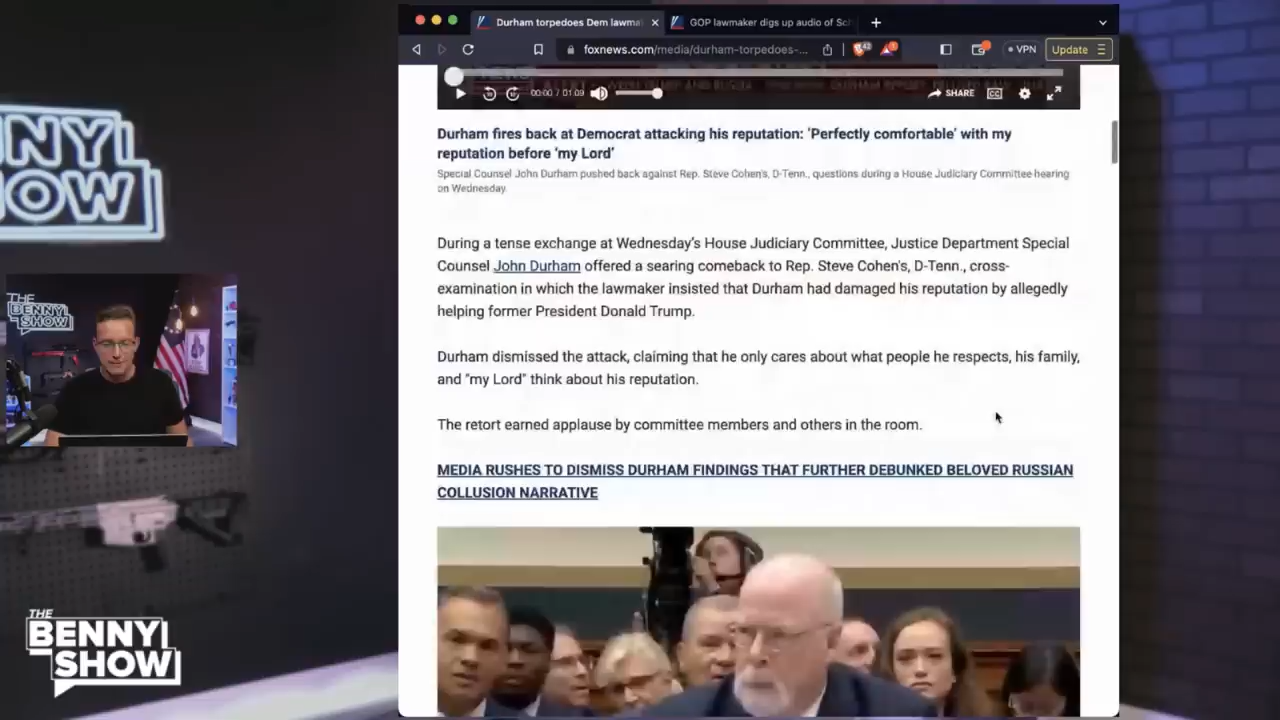 Durham torpedoes Dem lawma
GOP lawmaker digs up audio of Sch
foxnews.com/media/durham-torpedoes-...
VPN
Update
00:00 / 01:09
SHARE
CC
Durham fires back at Democrat attacking his reputation: ‘Perfectly comfortable’ with my
reputation before ‘my Lord’
Special Counsel John Durham pushed back against Rep. Steve Cohen's, D-Tenn., questions during a House Judiciary Committee hearing
on Wednesday.
During a tense exchange at Wednesday's House Judiciary Committee, Justice Department Special
Counsel John Durham offered a searing comeback to Rep. Steve Cohen's, D-Tenn., cross-
examination in which the lawmaker insisted that Durham had damaged his reputation by allegedly
helping former President Donald Trump.
Durham dismissed the attack, claiming that he only cares about what people he respects, his family,
and "my Lord" think about his reputation.
The retort earned applause by committee members and others in the room.
MEDIA RUSHES TO DISMISS DURHAM FINDINGS THAT FURTHER DEBUNKED BELOVED RUSSIAN
COLLUSION NARRATIVE
NNY
OW
THE
BENNY
SHOW
THE
BENNY
SHOW